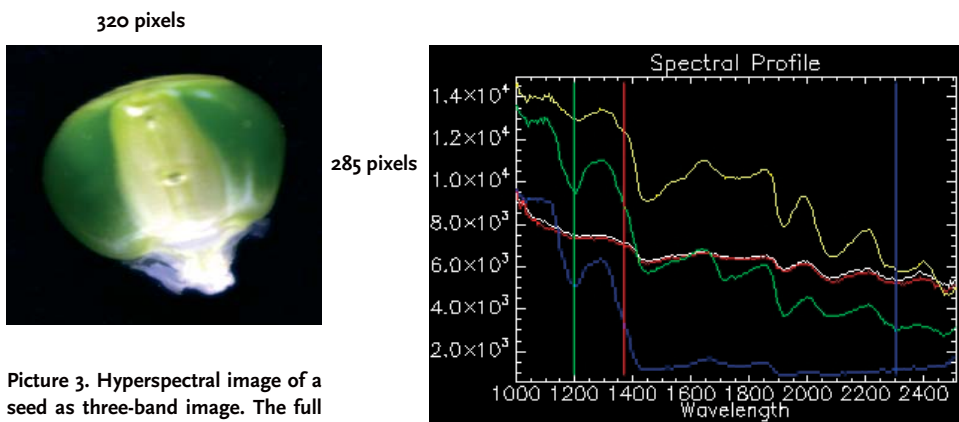 320 pixels
285 pixels
Picture 3. Hyperspectral image of a
seed as three-band image. The full
Spectral Profile
1.4×10⁴
1.2×10⁴
1.0×10⁴
8.0×10³
6.0×10³
4.0×10³
2.0×10³
1000 1200 1400 1600 1800 2000 2200 2400
Wavelength